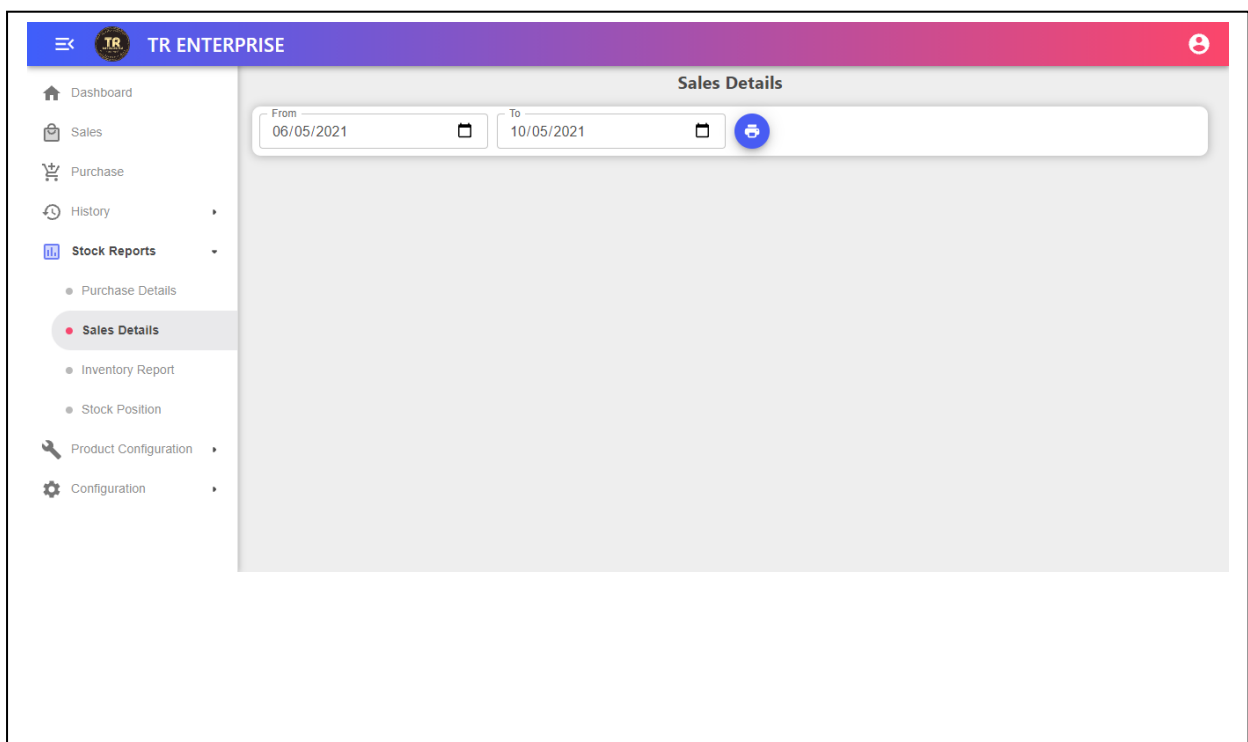 TR TR ENTERPRISE
Sales Details
Dashboard
Sales
Purchase
History
Stock Reports
Purchase Details
Sales Details
Inventory Report
Stock Position
Product Configuration
Configuration
From
06/05/2021
To
10/05/2021